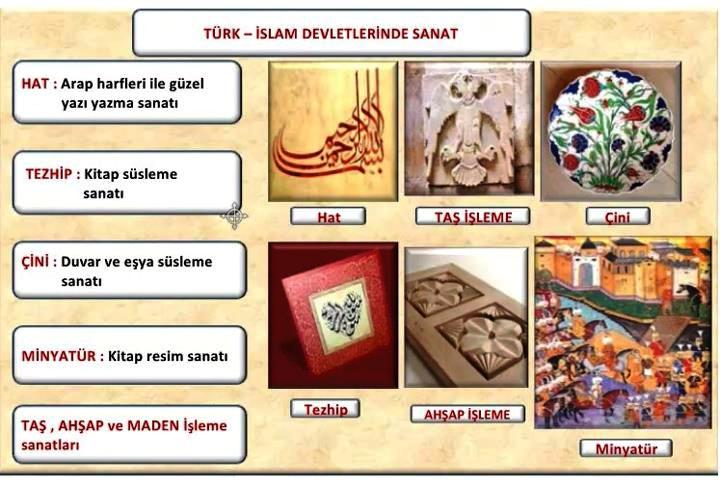 TÜRK – İSLAM DEVLETLERİNDE SANAT
HAT : Arap harfleri ile güzel
yazı yazma sanatı
TEZHİP : Kitap süsleme
sanatı
ÇİNİ : Duvar ve eşya süsleme
sanatı
MİNYATÜR : Kitap resim sanatı
TAŞ , AHŞAP ve MADEN İşleme
sanatları
Hat
TAŞ İŞLEME
Çini
Tezhip
AHŞAP İŞLEME
Minyatür